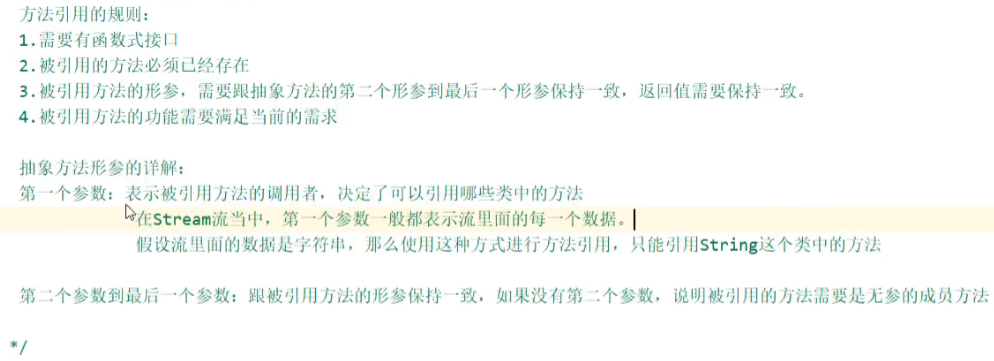 方法引用的规则：
1.需要有函数式接口
2.被引用的方法必须已经存在
3.被引用方法的形参，需要跟抽象方法的第二个形参到最后一个形参保持一致，返回值需要保持一致。
4.被引用方法的功能需要满足当前的需求
抽象方法形参的详解：
第一个参数：表示被引用方法的调用者，决定了可以引用哪些类中的方法
在Stream流当中，第一个参数一般都表示流里面的每一个数据。
假设流里面的数据是字符串，那么使用这种方式进行方法引用，只能引用String这个类中的方法
第二个参数到最后一个参数：跟被引用方法的形参保持一致，如果没有第二个参数，说明被引用的方法需要是无参的成员方法
*/